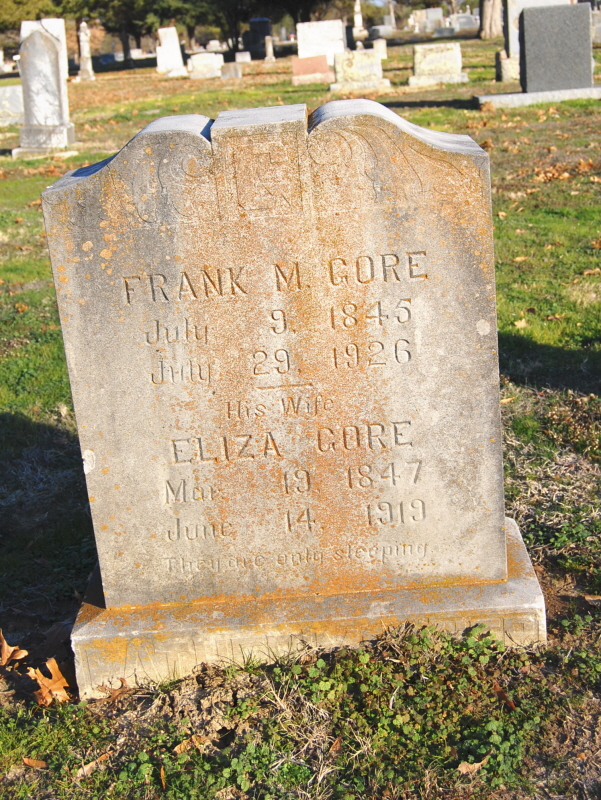 FRANK M. GORE
July 9, 1845
July 29, 1926
His Wife
ELIZA GORE
Mar. 19, 1847
June 14, 1919
They are only sleeping